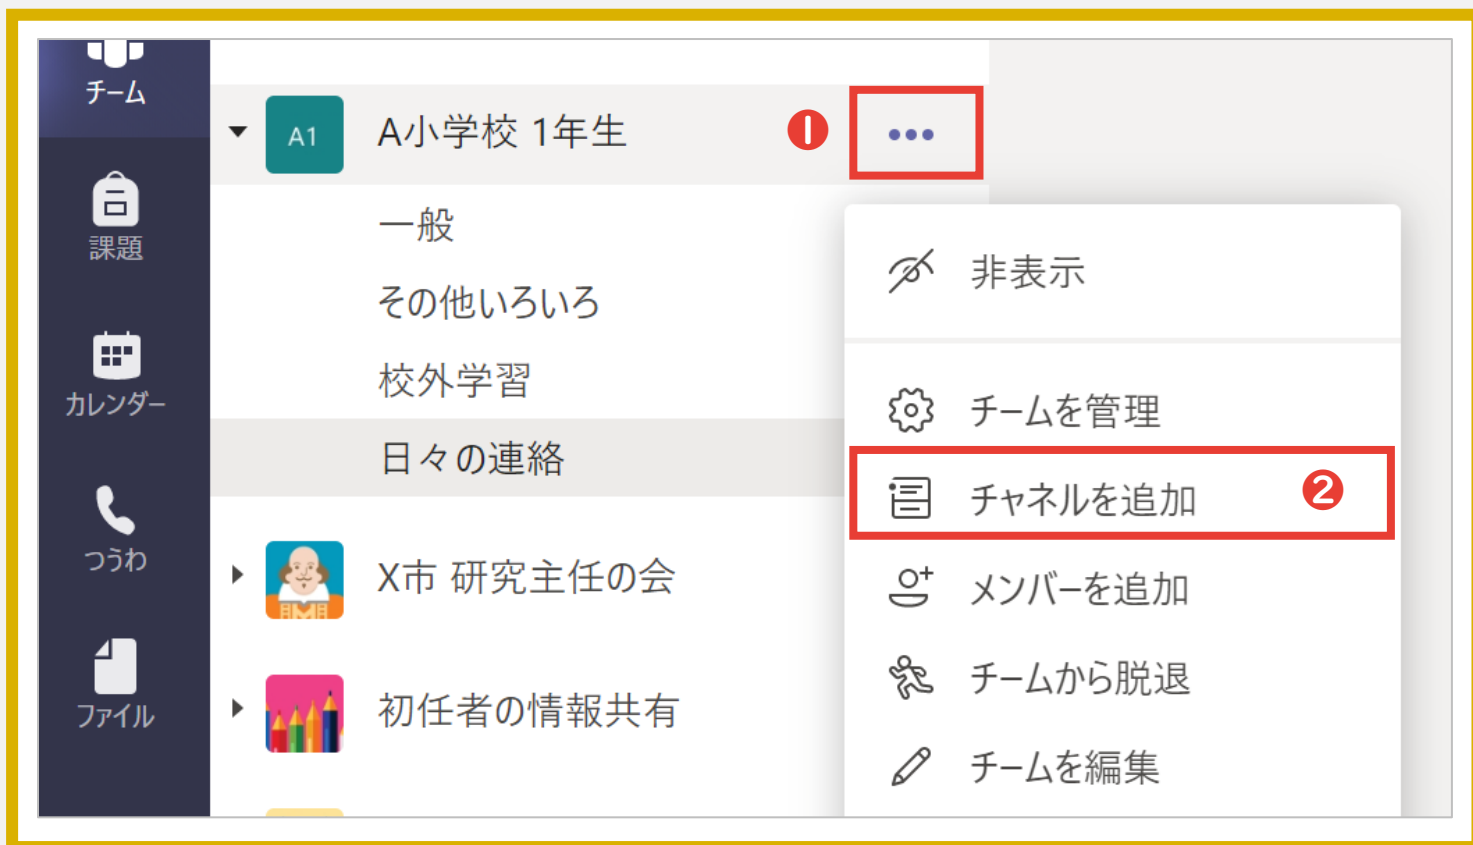 チーム
課題
カレンダー
つうわ
ファイル
A1 A小学校 1年生 ❶ •••
一般
その他いろいろ
校外学習
日々の連絡
X市 研究主任の会
初任者の情報共有
非表示
チームを管理
チャネルを追加 ❷
メンバーを追加
チームから脱退
チームを編集